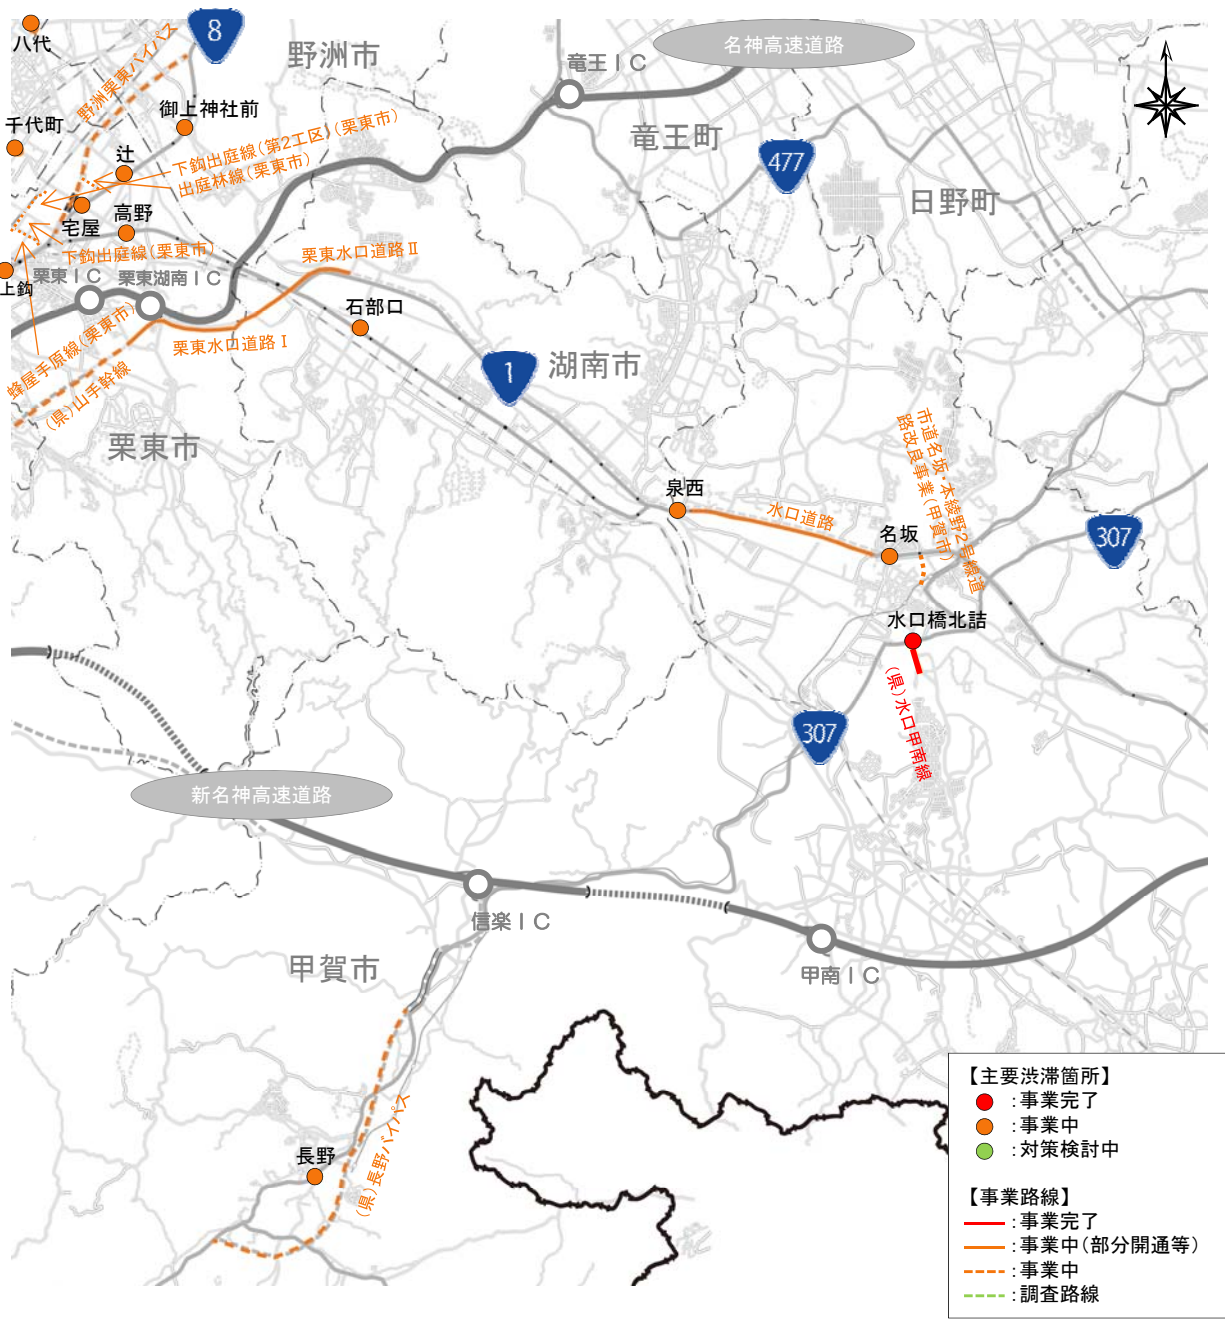 八代
8
野洲市
名神高速道路
竜王ＩＣ
野洲栗東バイパス
御上神社前
千代町
竜王町
下鈎出庭線(第2工区)(栗東市)
出庭林線(栗東市)
辻
477
日野町
宅屋
高野
下鈎出庭線(栗東市)
栗東水口道路Ⅱ
上鈎
栗東ＩＣ
栗東湖南ＩＣ
石部口
栗東水口道路Ⅰ
蜂屋手原線(栗東市)
(県)山手幹線
1
湖南市
栗東市
市道名坂・本綾野2号線道
路改良事業(甲賀市)
泉西
水口道路
名坂
307
水口橋北詰
(県)水口甲南線
307
新名神高速道路
信楽ＩＣ
甲南ＩＣ
甲賀市
(県)長野バイパス
長野
【主要渋滞箇所】
：事業完了
：事業中
：対策検討中
【事業路線】
：事業完了
：事業中(部分開通等)
：事業中
：調査路線